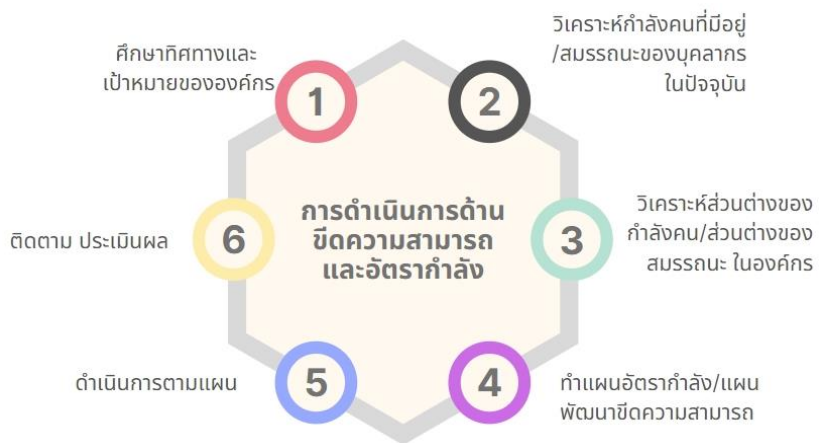 ศึกษาทิศทางและ
เป้าหมายขององค์กร
1
2
วิเคราะห์กำลังคนที่มีอยู่
/สมรรถนะของบุคลากร
ในปัจจุบัน
การดำเนินการด้าน
ขีดความสามารถ
และอัตรากำลัง
3
วิเคราะห์ส่วนต่างของ
กำลังคน/ส่วนต่างของ
สมรรถนะ ในองค์กร
4
ทำแผนอัตรากำลัง/แผน
พัฒนาขีดความสามารถ
5
ดำเนินการตามแผน
6
ติดตาม ประเมินผล